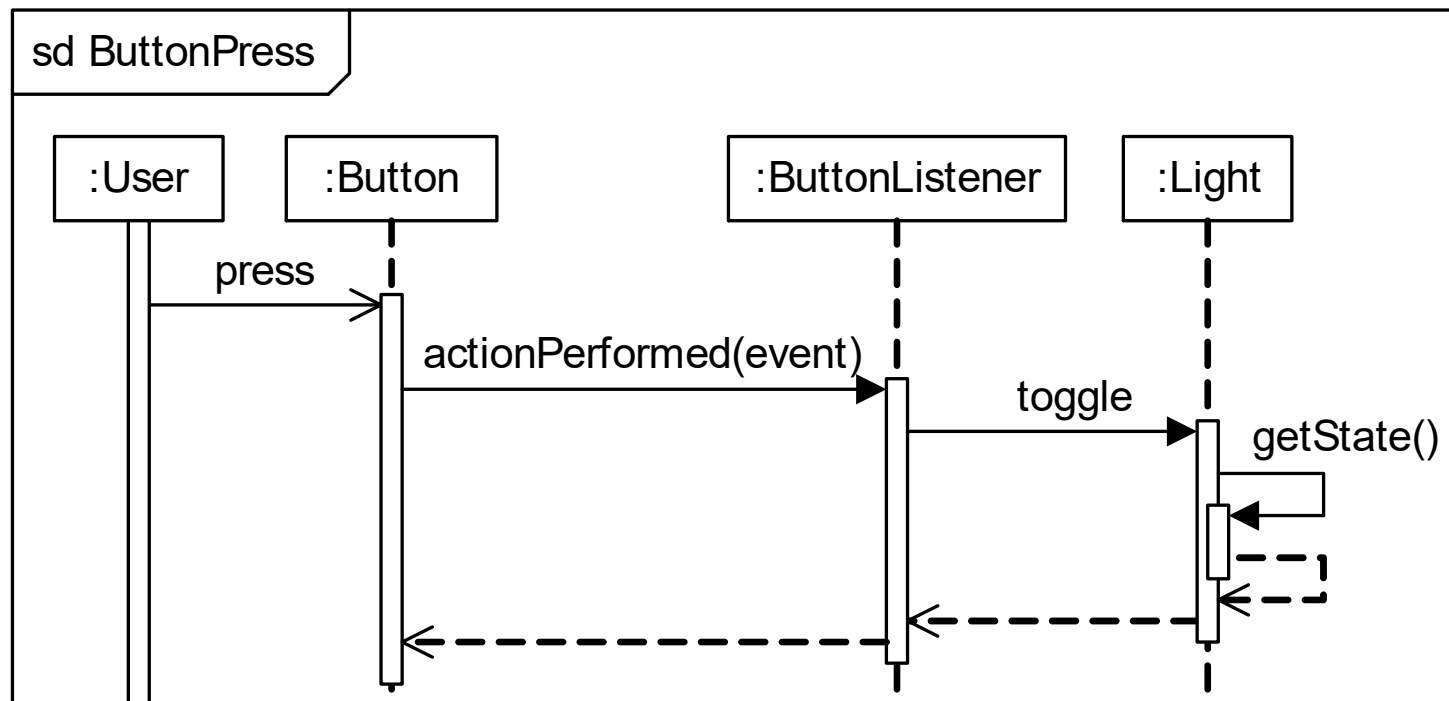 sd ButtonPress
:User
:Button
:ButtonListener
:Light
press
actionPerformed(event)
toggle
getState()